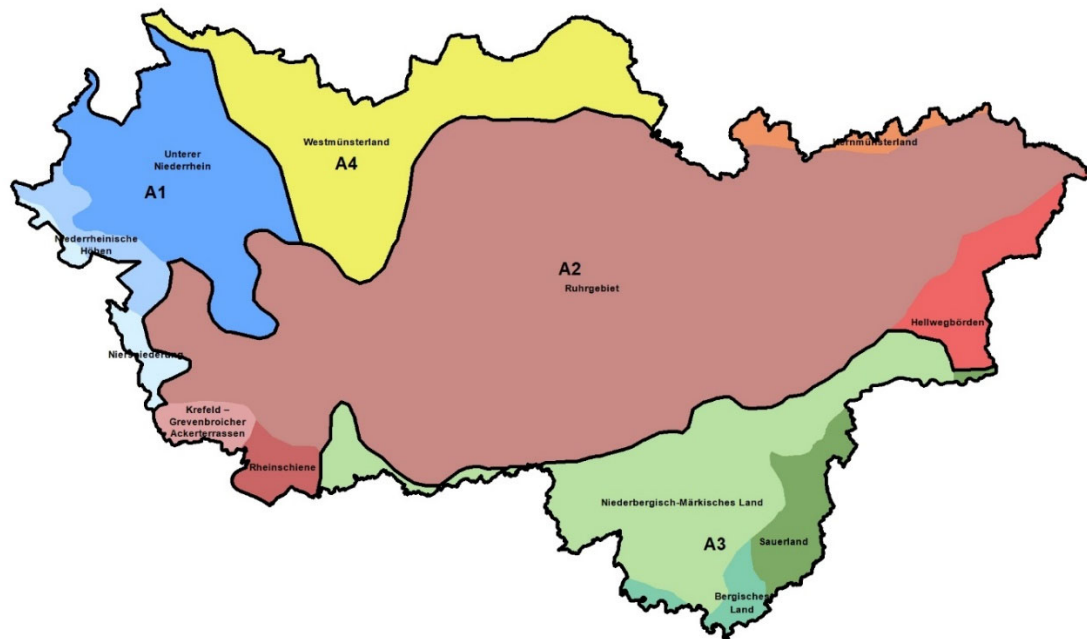 Kernmünsterland
Westmünsterland
A4
Unterer
Niederrhein
A1
Niederrheinische
Höhen
A2
Ruhrgebiet
Hellwegbörden
Niersniederung
Krefeld –
Grevenbroicher
Ackerterrassen
Rheinschiene
Niederbergisch-Märkisches Land
A3
Sauerland
Bergisches
Land